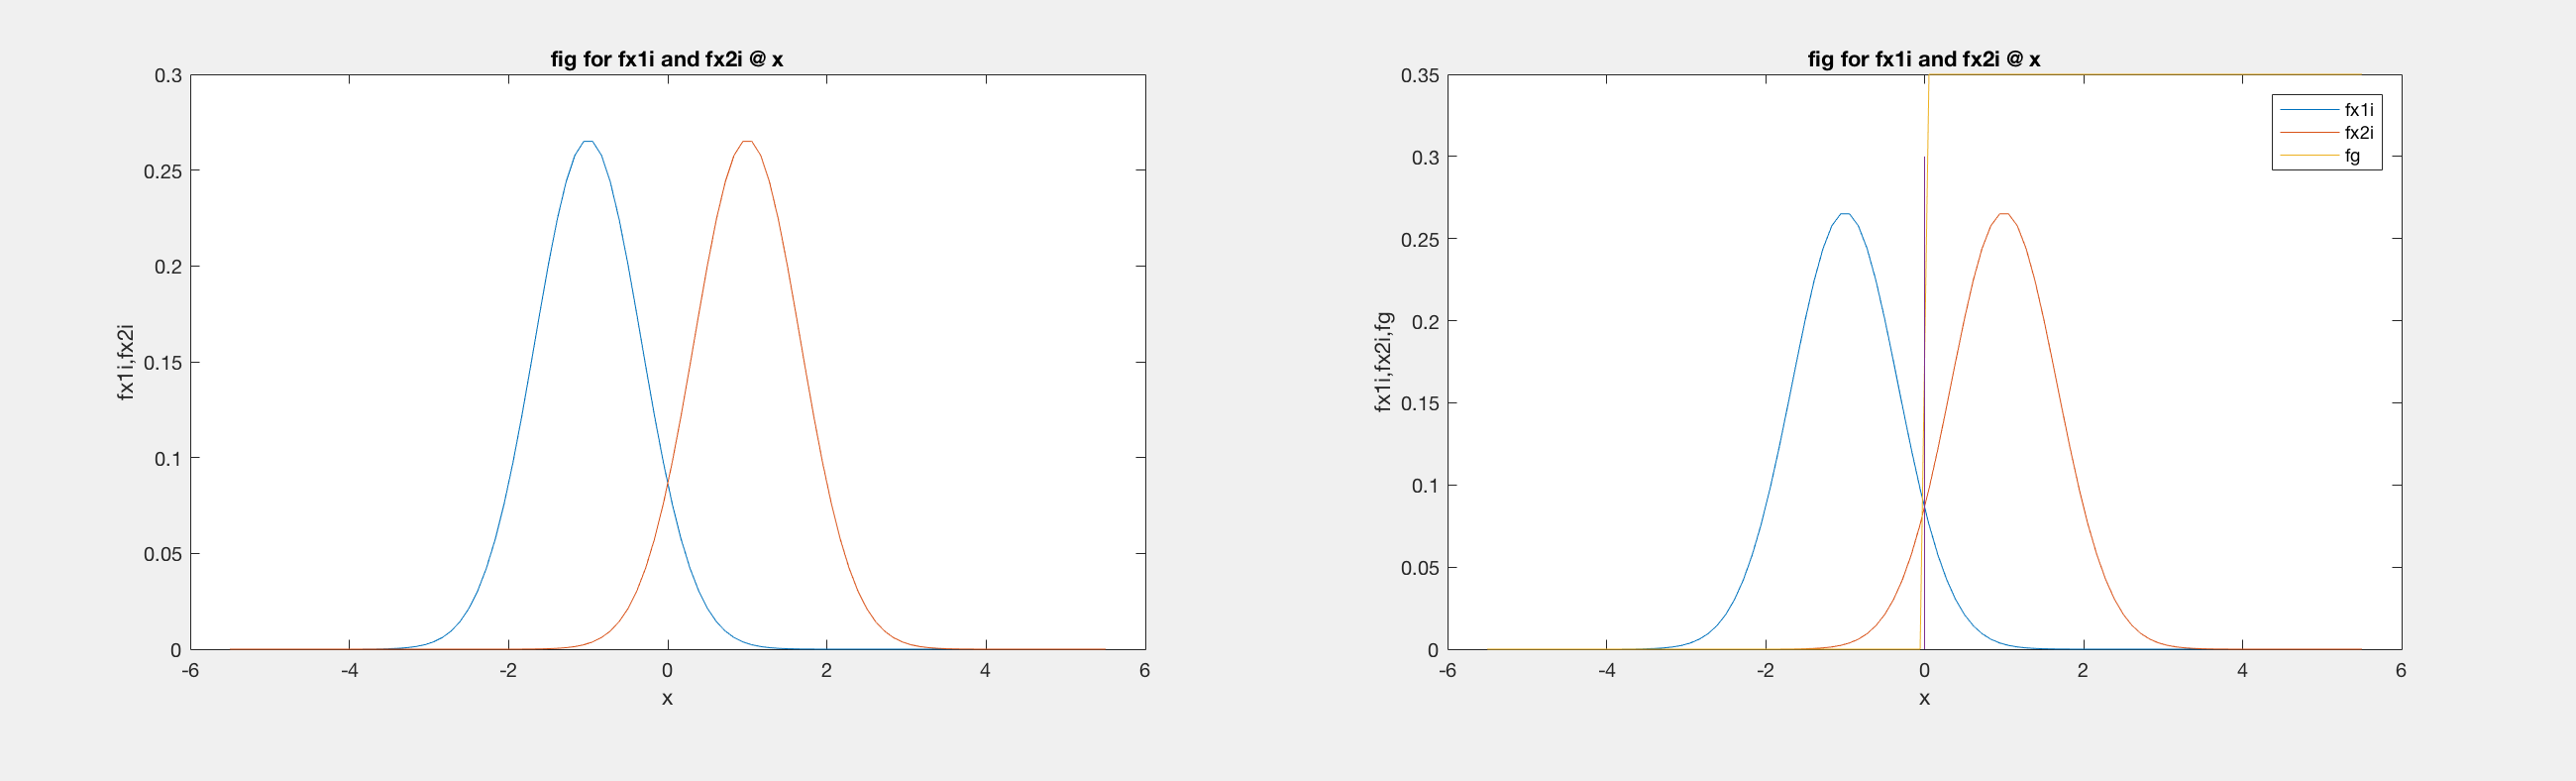 fig for fx1i and fx2i @ x
0.3
0.25
0.2
0.15
0.1
0.05
0
fx1i,fx2i
-6 -4 -2 0 2 4 6
x
fig for fx1i and fx2i @ x
0.35
0.3
0.25
0.2
0.15
0.1
0.05
0
fx1i,fx2i,fg
-6 -4 -2 0 2 4 6
x
fx1i
fx2i
fg